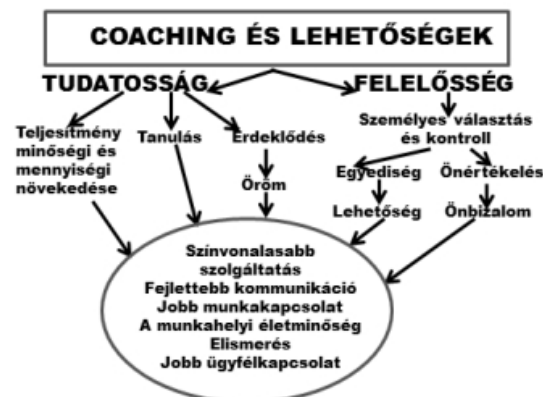 COACHING ÉS LEHETŐSÉGEK
TUDATOSSÁG
FELELŐSSÉG
Teljesítmény
minőségi és
mennyiségi
növekedése
Tanulás
Érdeklődés
Öröm
Személyes választás
és kontroll
Egyediség
Önértékelés
Lehetőség
Önbizalom
Színvonalasabb
szolgáltatás
Fejlettebb kommunikáció
Jobb munkakapcsolat
A munkahelyi életminőség
Elismerés
Jobb ügyfélkapcsolat